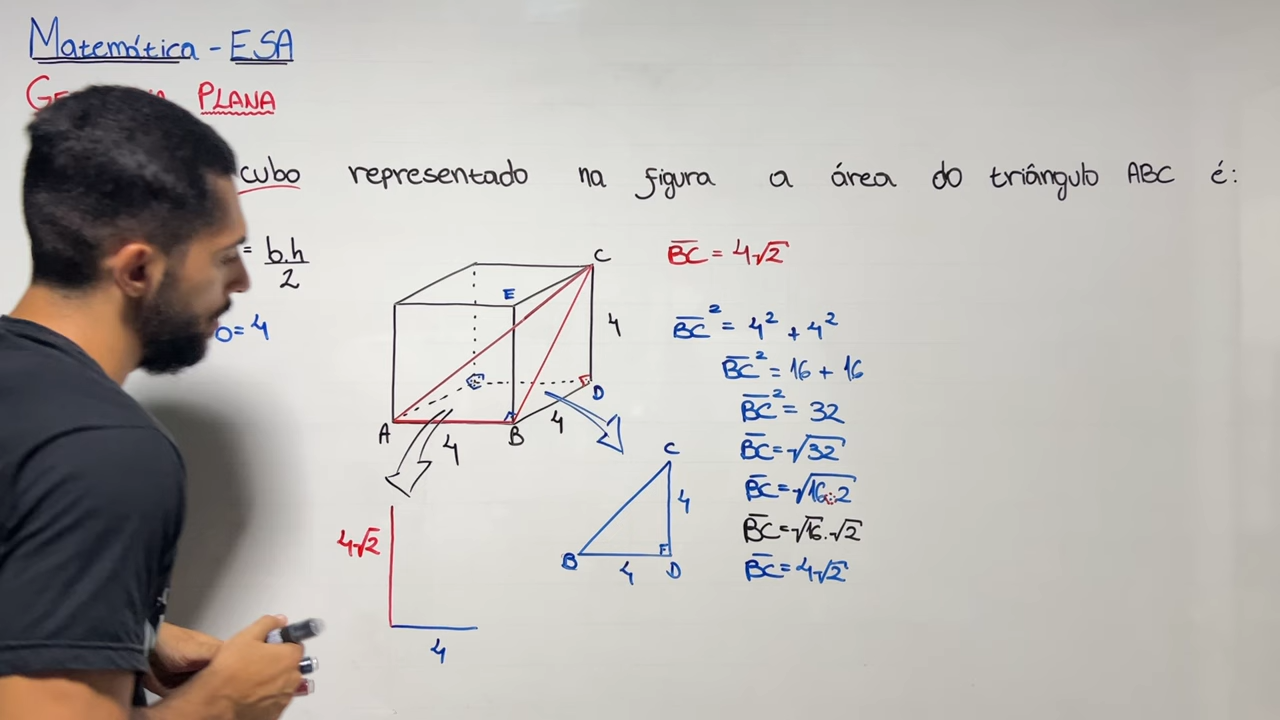 Matemática - ESA
PLANA
cubo representado na figura a área do triângulo ABC é:
= b.h
2
o=4
C
E
4
D
A
B
4
4
BC = 4√2
BC² = 4² + 4²
BC² = 16 + 16
BC² = 32
BC = √32
BC = √16.2
BC = √16.√2
BC = 4√2
C
4
B
4
D
4√2
4